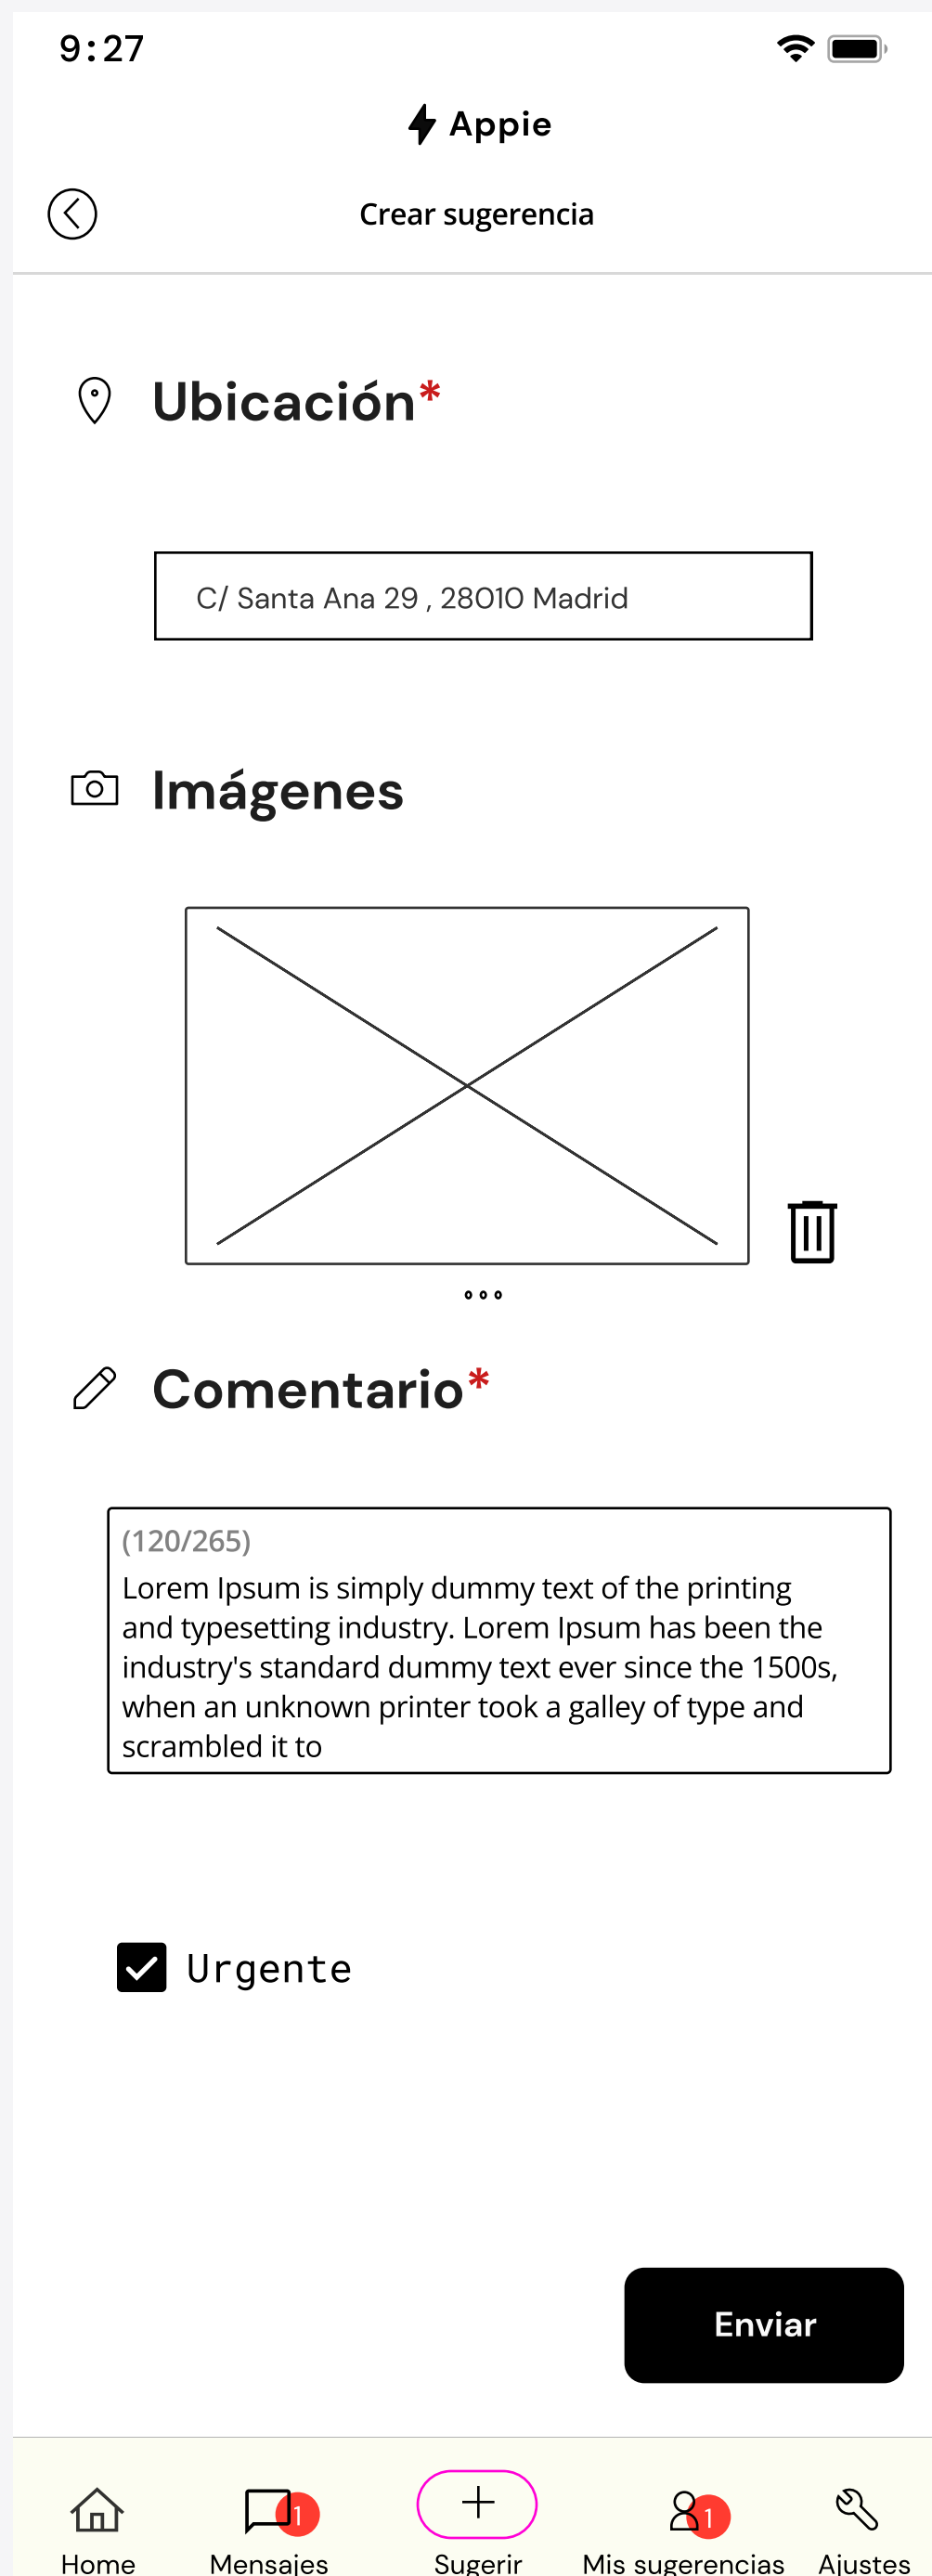 9:27
Appie
Crear sugerencia
Ubicación*
C/ Santa Ana 29 , 28010 Madrid
Imágenes
Comentario*
(120/265)
Lorem Ipsum is simply dummy text of the printing
and typesetting industry. Lorem Ipsum has been the
industry's standard dummy text ever since the 1500s,
when an unknown printer took a galley of type and
scrambled it to
Urgente
Enviar
1
1
Home Mensajes Sugerir Mis sugerencias Ajustes